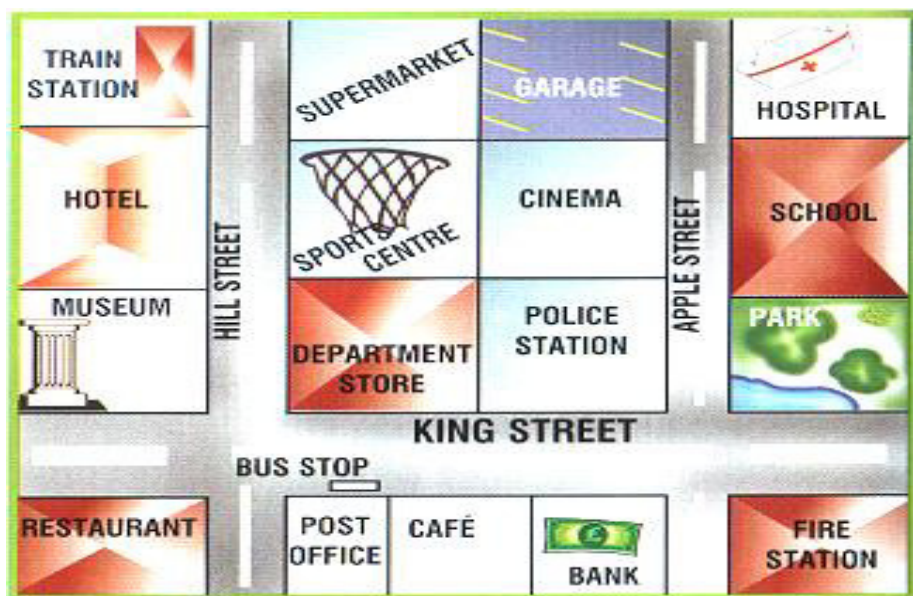 TRAIN
STATION
SUPERMARKET
GARAGE
HOSPITAL
HOTEL
SPORTS
CENTRE
CINEMA
SCHOOL
HILL STREET
APPLE STREET
MUSEUM
DEPARTMENT
STORE
POLICE
STATION
PARK
KING STREET
BUS STOP
RESTAURANT
POST
OFFICE
CAFÉ
BANK
FIRE
STATION